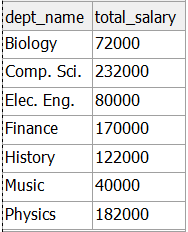 dept_name total_salary
Biology 72000
Comp. Sci. 232000
Elec. Eng. 80000
Finance 170000
History 122000
Music 40000
Physics 182000